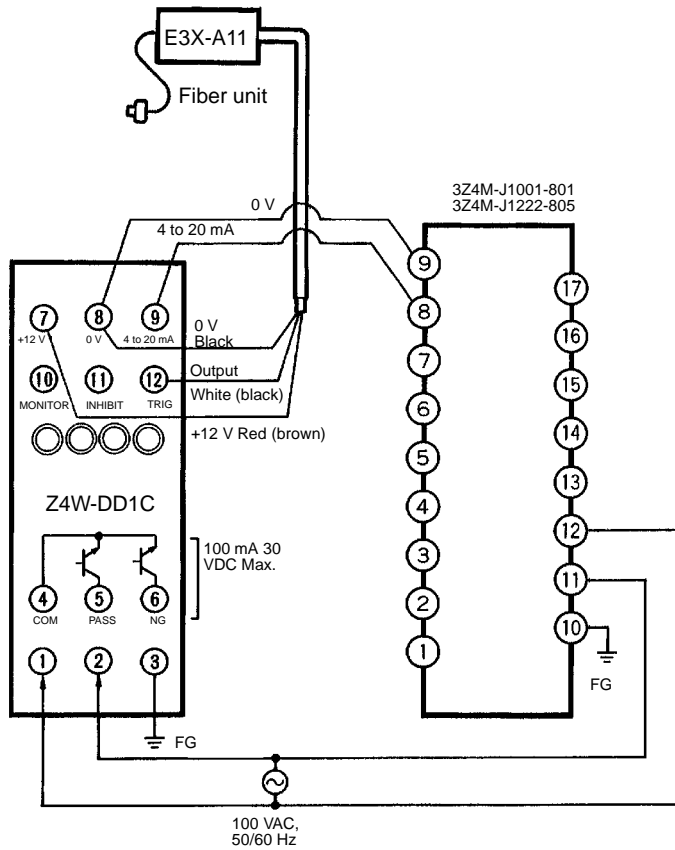 E3X-A11
Fiber unit
3Z4M-J1001-801
3Z4M-J1222-805
0 V
4 to 20 mA
9
8
7
6
5
4
3
2
1
17
16
15
14
13
12
11
10
FG
7
8
9
+12 V
0 V
4 to 20 mA
0 V
Black
10
11
12
MONITOR
INHIBIT
TRIG
Output
White (black)
+12 V Red (brown)
Z4W-DD1C
100 mA 30
VDC Max.
4
5
6
COM
PASS
NG
1
2
3
FG
100 VAC,
50/60 Hz